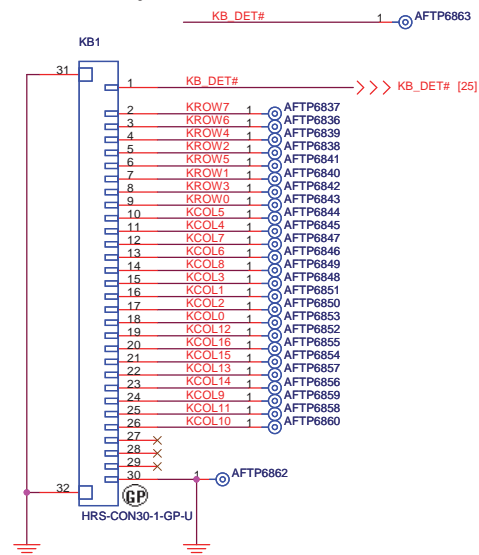 KB_DET# 1 AFTP6863
KB1
31
1 KB_DET# KB_DET# [25]
2 KROW7 1 AFTP6837
3 KROW6 1 AFTP6836
4 KROW4 1 AFTP6839
5 KROW2 1 AFTP6838
6 KROW5 1 AFTP6841
7 KROW1 1 AFTP6840
8 KROW3 1 AFTP6842
9 KROW0 1 AFTP6843
10 KCOL5 1 AFTP6844
11 KCOL4 1 AFTP6845
12 KCOL7 1 AFTP6847
13 KCOL6 1 AFTP6846
14 KCOL8 1 AFTP6849
15 KCOL3 1 AFTP6848
16 KCOL1 1 AFTP6851
17 KCOL2 1 AFTP6850
18 KCOL0 1 AFTP6853
19 KCOL12 1 AFTP6852
20 KCOL16 1 AFTP6855
21 KCOL15 1 AFTP6854
22 KCOL13 1 AFTP6857
23 KCOL14 1 AFTP6856
24 KCOL9 1 AFTP6859
25 KCOL11 1 AFTP6858
26 KCOL10 1 AFTP6860
27
28
29
30 1 AFTP6862
32
GP
HRS-CON30-1-GP-U